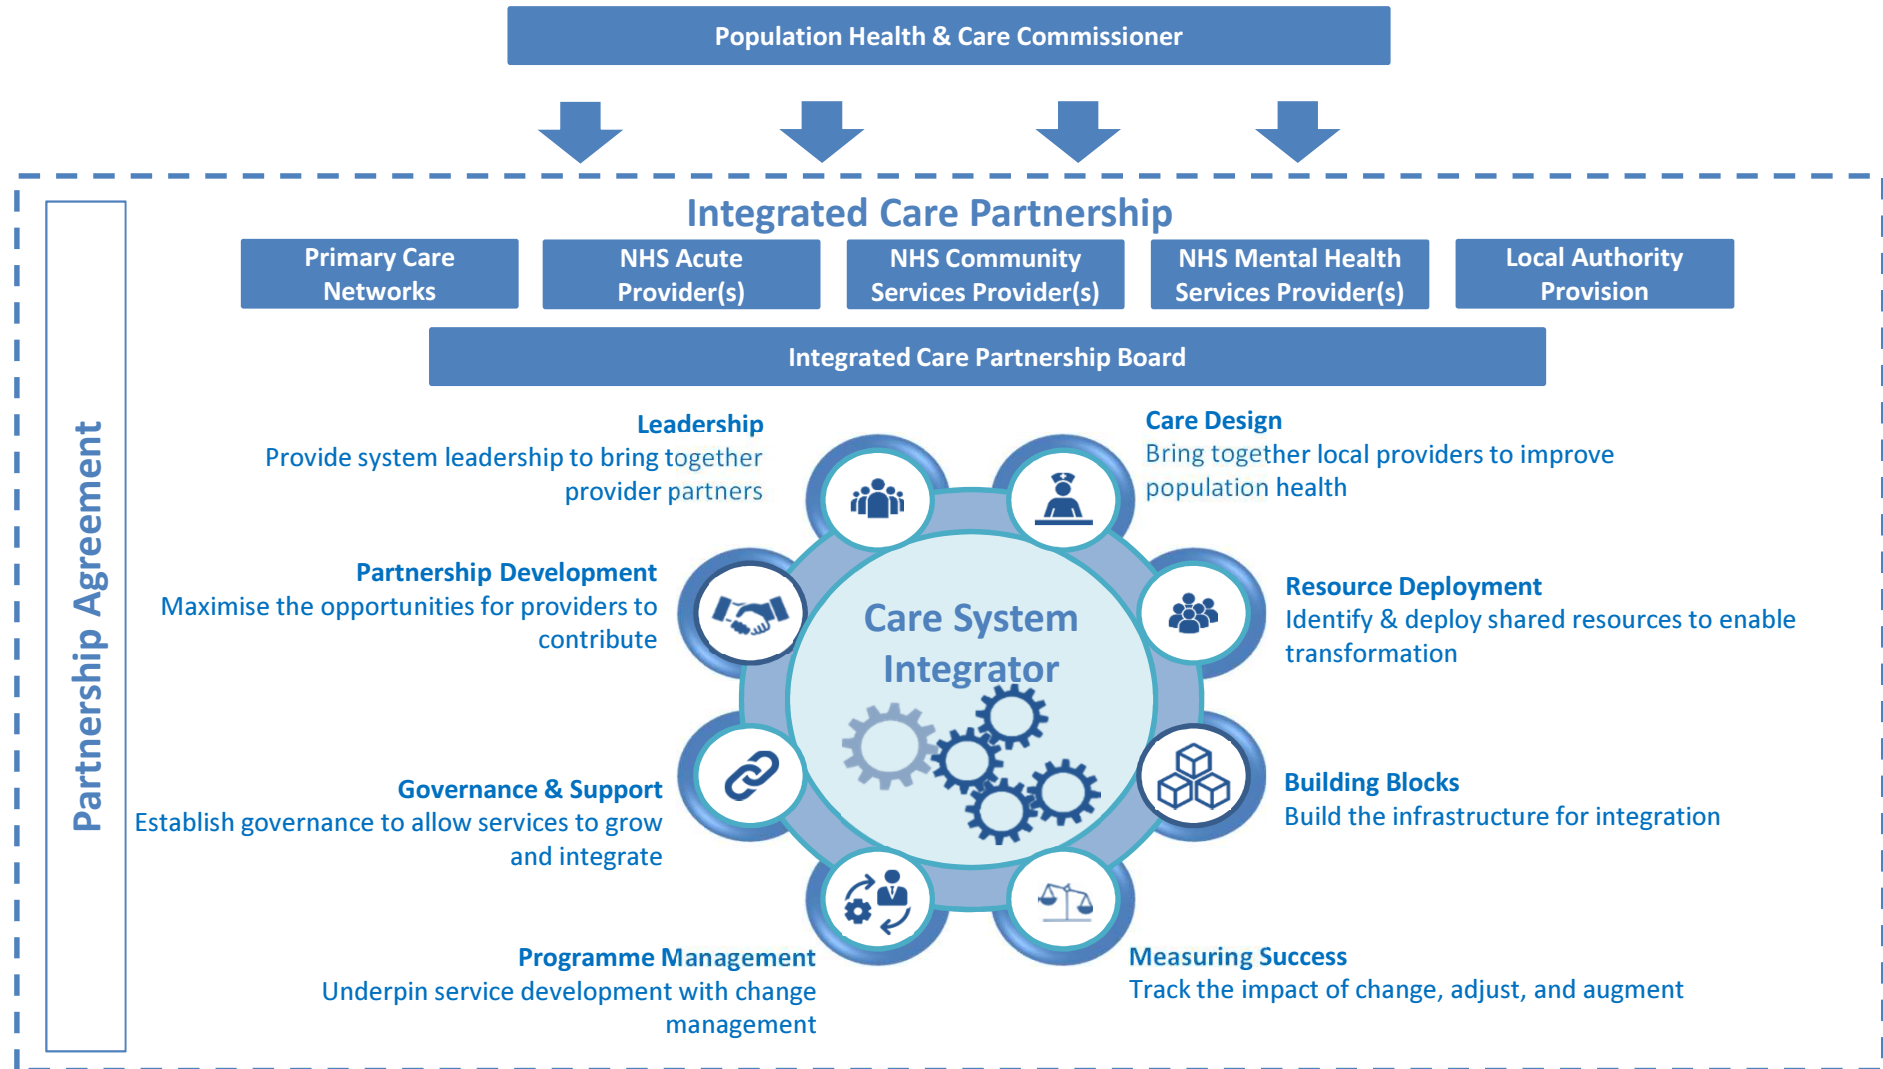 Population Health & Care Commissioner
Integrated Care Partnership
Primary Care
Networks
NHS Acute
Provider(s)
NHS Community
Services Provider(s)
NHS Mental Health
Services Provider(s)
Local Authority
Provision
Integrated Care Partnership Board
Partnership Agreement
Leadership
Provide system leadership to bring together
provider partners
Care Design
Bring together local providers to improve
population health
Partnership Development
Maximise the opportunities for providers to
contribute
Resource Deployment
Identify & deploy shared resources to enable
transformation
Care System
Integrator
Governance & Support
Establish governance to allow services to grow
and integrate
Building Blocks
Build the infrastructure for integration
Programme Management
Underpin service development with change
management
Measuring Success
Track the impact of change, adjust, and augment